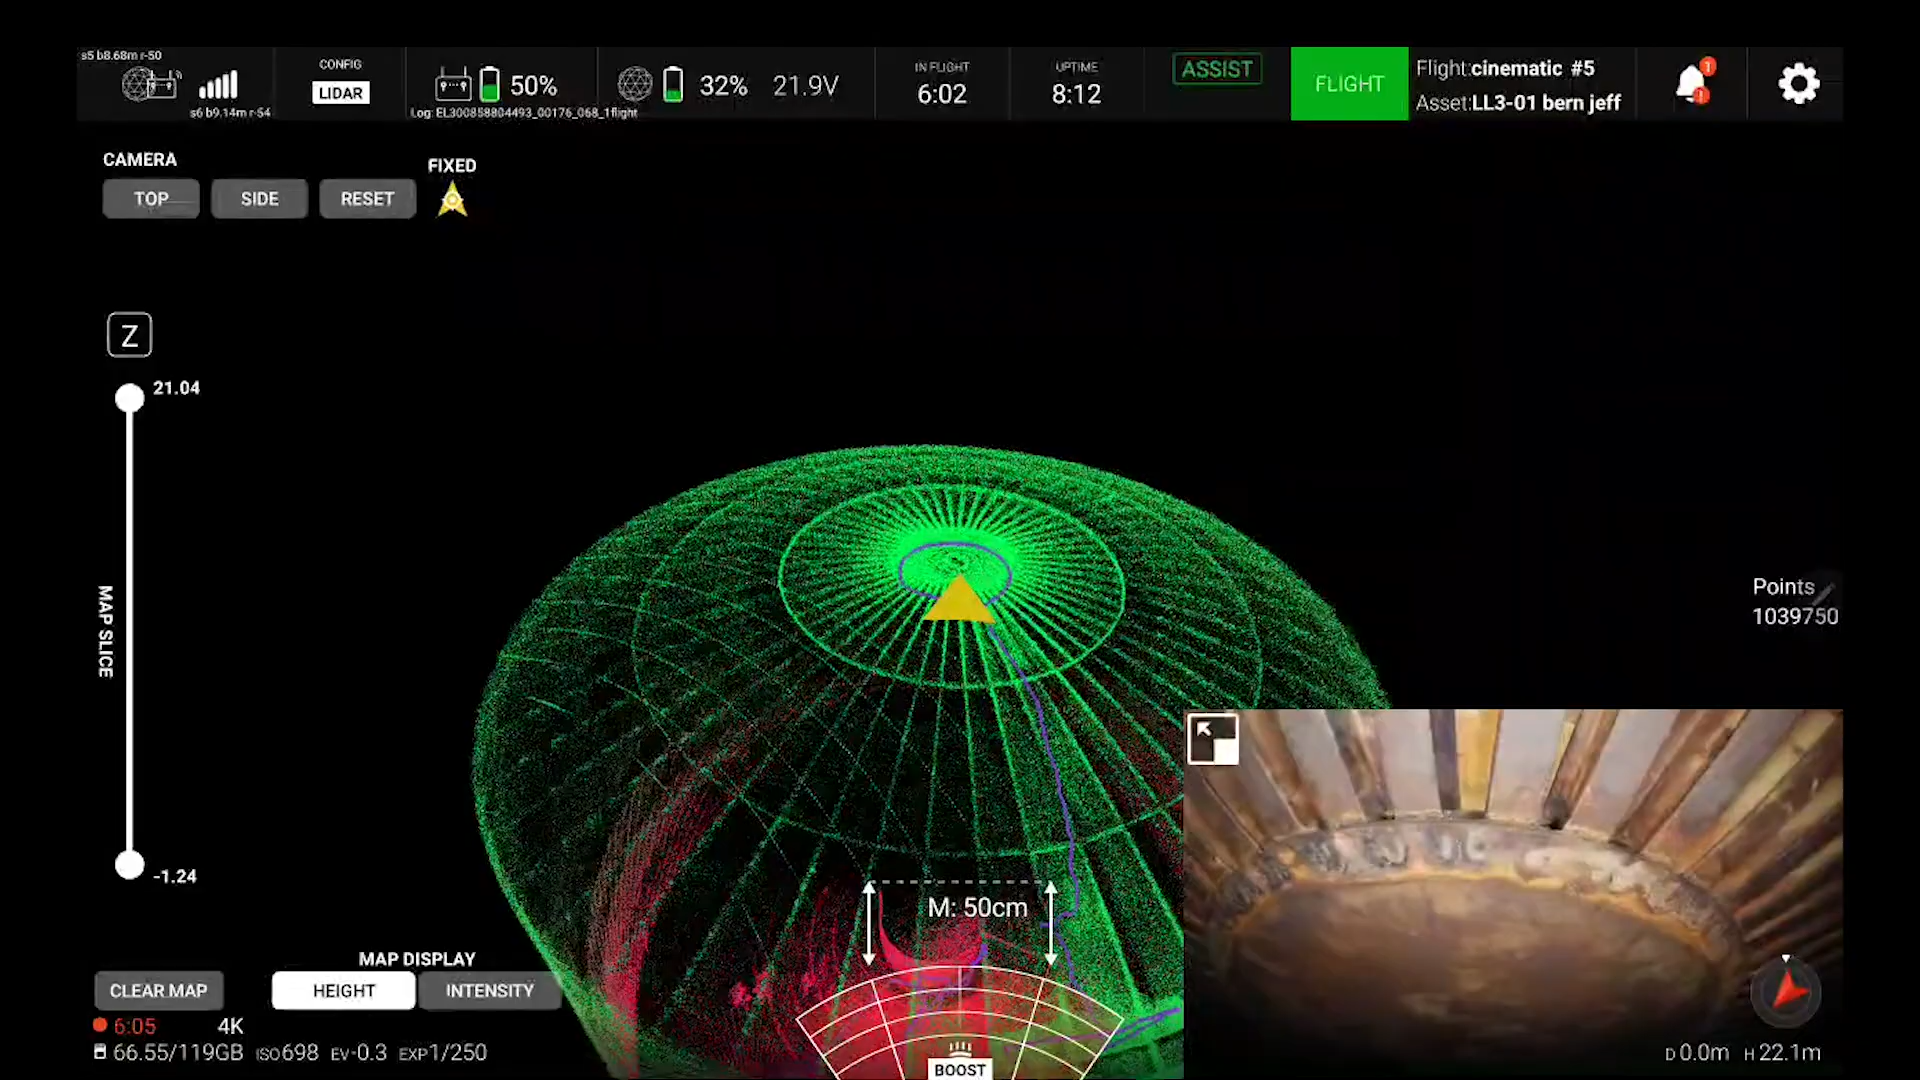 s5 b8.68m r-50
s6 b9.14m r-54
CONFIG
LIDAR
50%
Log: EL300858804493_00176_068_1flight
32% 21.9V
IN FLIGHT
6:02
UPTIME
8:12
ASSIST
FLIGHT
Flight:cinematic #5
Asset:LL3-01 bern jeff
1
!
CAMERA
TOP
SIDE
RESET
FIXED
Z
21.04
MAP SLICE
-1.24
Points
1039750
M: 50cm
MAP DISPLAY
CLEAR MAP
HEIGHT
INTENSITY
6:05 4K
66.55/119GB ISO698 EV-0.3 EXP1/250
BOOST
D0.0m H22.1m